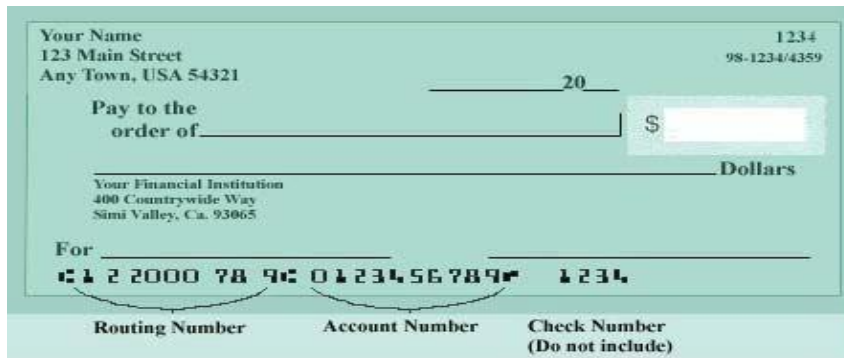 Your Name
1234
123 Main Street
98-1234/4359
Any Town, USA 54321
20
Pay to the
order of
$
Dollars
Your Financial Institution
400 Countrywide Way
Simi Valley, Ca. 93065
For
⑆122000789⑆ 0123456789⑈ 1234
Routing Number
Account Number
Check Number
(Do not include)